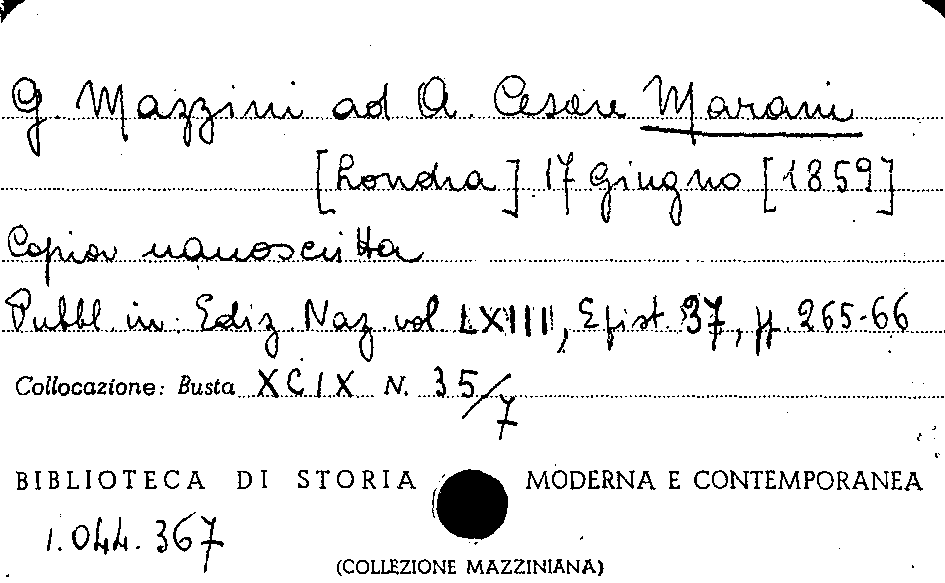 G. Mazzini ad A. Cesare Marani
[Londra] 17 Giugno [1859]
Copia manoscritta
Pubbl. in: Ediz. Naz. vol. LXIII, Epist. 37, pp. 265-66
Collocazione: Busta XCIX N. 35/7
BIBLIOTECA DI STORIA MODERNA E CONTEMPORANEA
1.044.367
(COLLEZIONE MAZZINIANA)